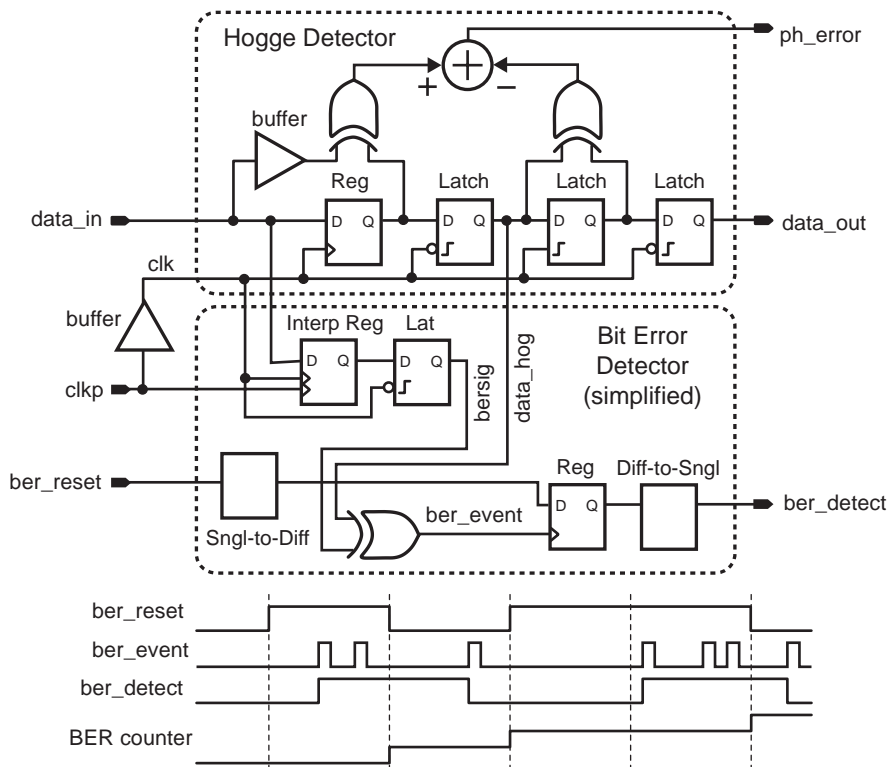 Hogge Detector
ph_error
+
−
buffer
Reg
Latch
Latch
Latch
data_in
D Q
D Q
D Q
D Q
data_out
clk
buffer
Interp Reg
Lat
Bit Error
Detector
(simplified)
D Q
D Q
clkp
bersig
data_hog
ber_reset
Reg
Diff-to-Sngl
D Q
ber_detect
Sngl-to-Diff
ber_event
ber_reset
ber_event
ber_detect
BER counter